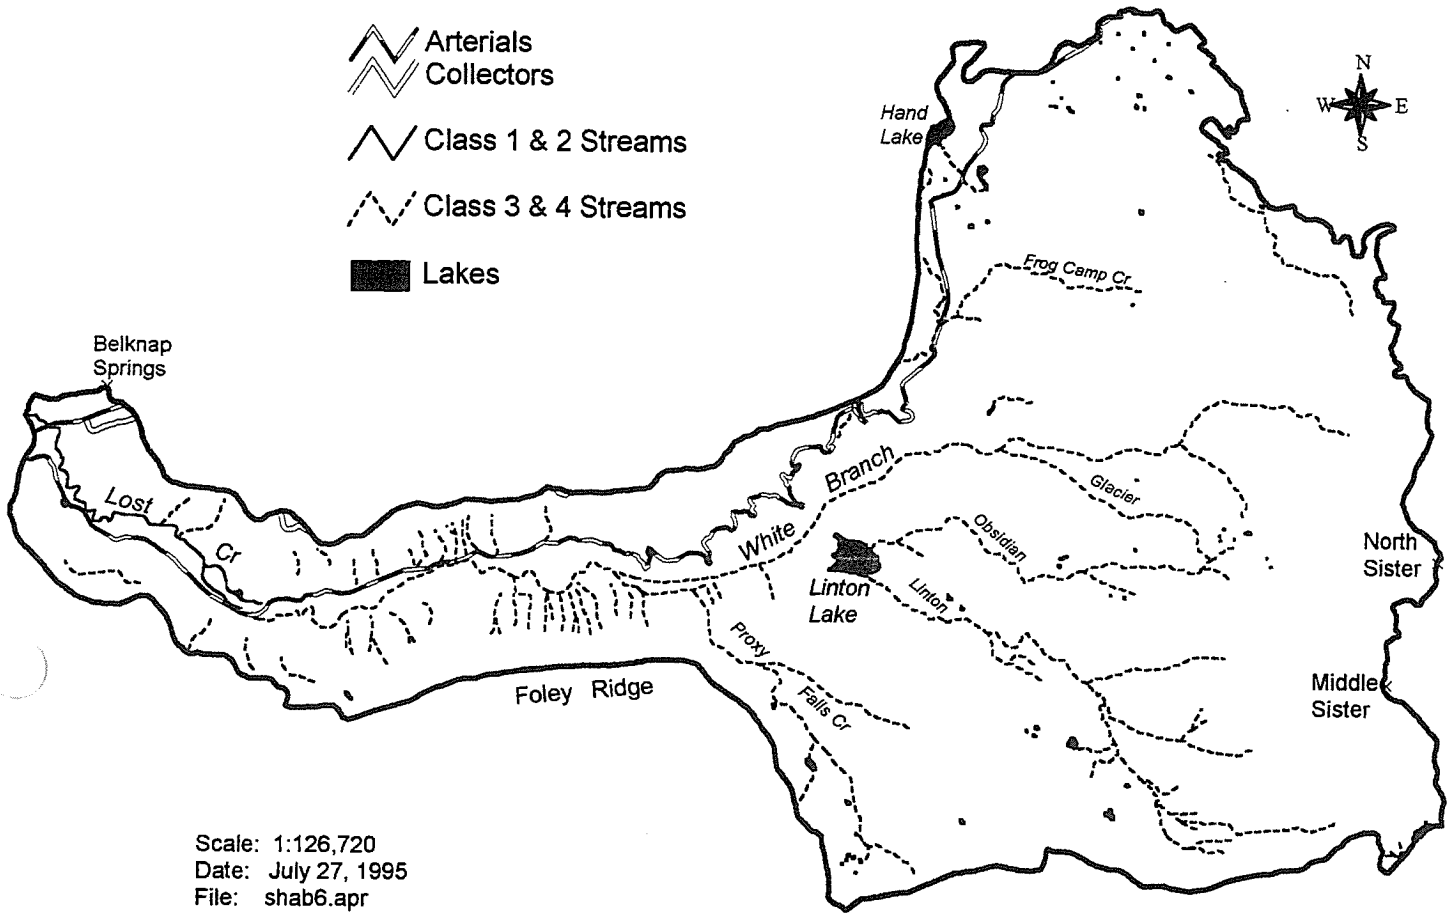 Arterials
Collectors
Class 1 & 2 Streams
Class 3 & 4 Streams
Lakes
N
W E
S
Hand
Lake
Frog Camp Cr
Belknap
Springs
Lost
Cr
White
Branch
Glacier
Obsidian
Linton
Linton
Lake
Proxy
Falls Cr
North
Sister
Middle
Sister
Foley Ridge
Scale: 1:126,720
Date: July 27, 1995
File: shab6.apr